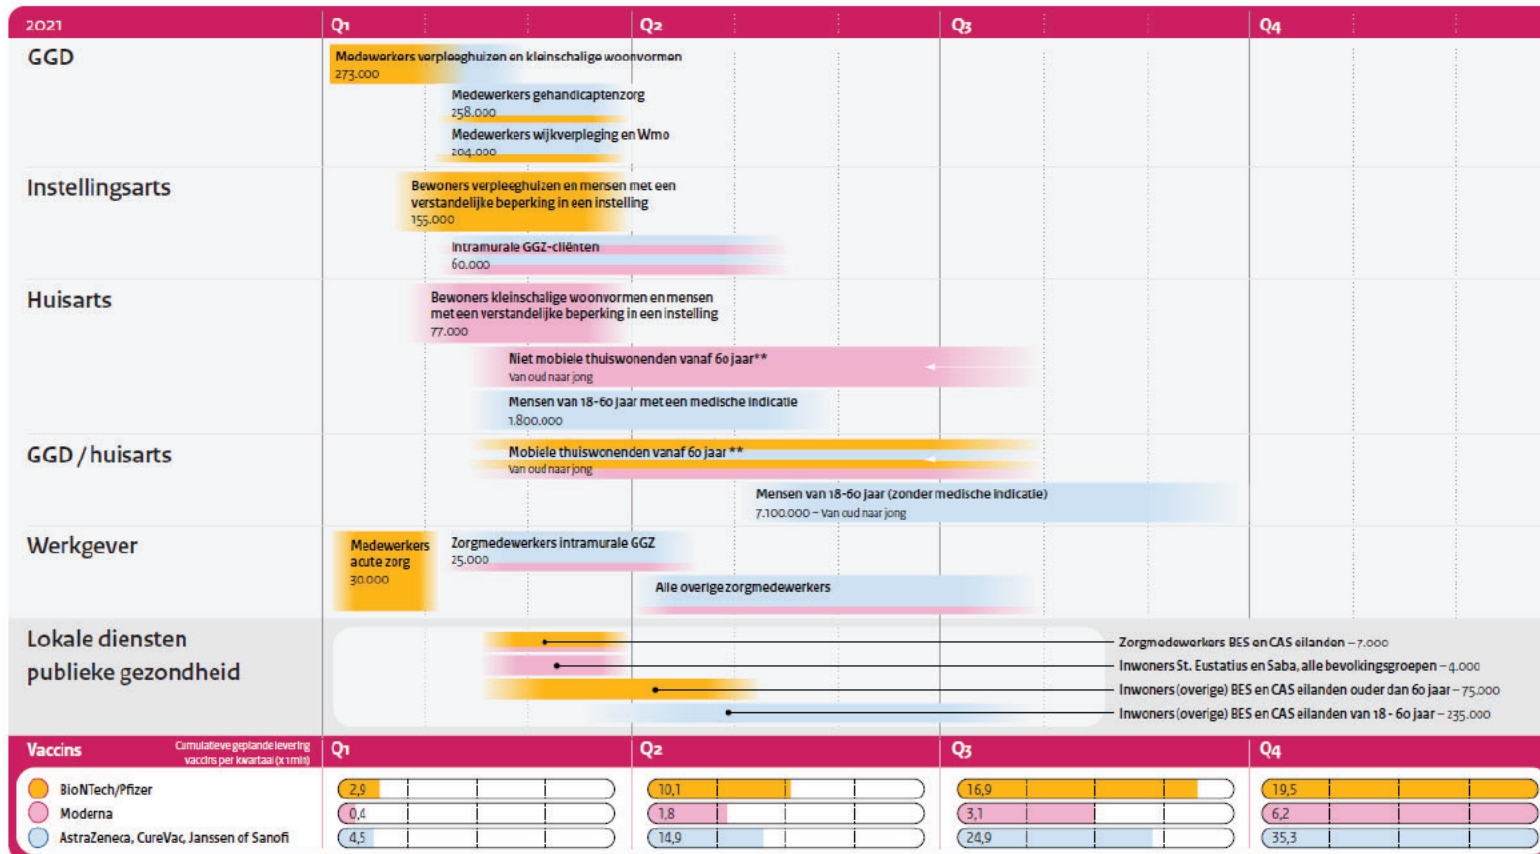 2021 Q1 Q2 Q3 Q4
GGD
Medewerkers verpleeghuizen en kleinschalige woonvormen
273.000
Medewerkers gehandicaptenzorg
258.000
Medewerkers wijkverpleging en Wmo
204.000
Instellingsarts
Bewoners verpleeghuizen en mensen met een
verstandelijke beperking in een instelling
155.000
Intramurale GGZ-cliënten
60.000
Huisarts
Bewoners kleinschalige woonvormen en mensen
met een verstandelijke beperking in een instelling
77.000
Niet mobiele thuiswonenden vanaf 60 jaar**
Van oud naar jong
Mensen van 18-60 jaar met een medische indicatie
1.800.000
GGD / huisarts
Mobiele thuiswonenden vanaf 60 jaar **
Van oud naar jong
Mensen van 18-60 jaar (zonder medische indicatie)
7.100.000 – Van oud naar jong
Werkgever
Medewerkers
acute zorg
30.000
Zorgmedewerkers intramurale GGZ
25.000
Alle overige zorgmedewerkers
Lokale diensten
publieke gezondheid
Zorgmedewerkers BES en CAS eilanden – 7.000
Inwoners St. Eustatius en Saba, alle bevolkingsgroepen – 4.000
Inwoners (overige) BES en CAS eilanden ouder dan 60 jaar – 75.000
Inwoners (overige) BES en CAS eilanden van 18 - 60 jaar – 235.000
Vaccins
Cumulatieve geplande levering
vaccins per kwartaal (x 1 mln)
Q1 Q2 Q3 Q4
BioNTech/Pfizer 2,9 10,1 16,9 19,5
Moderna 0,4 1,8 3,1 6,2
AstraZeneca, CureVac, Janssen of Sanofi 4,5 14,9 24,9 35,3